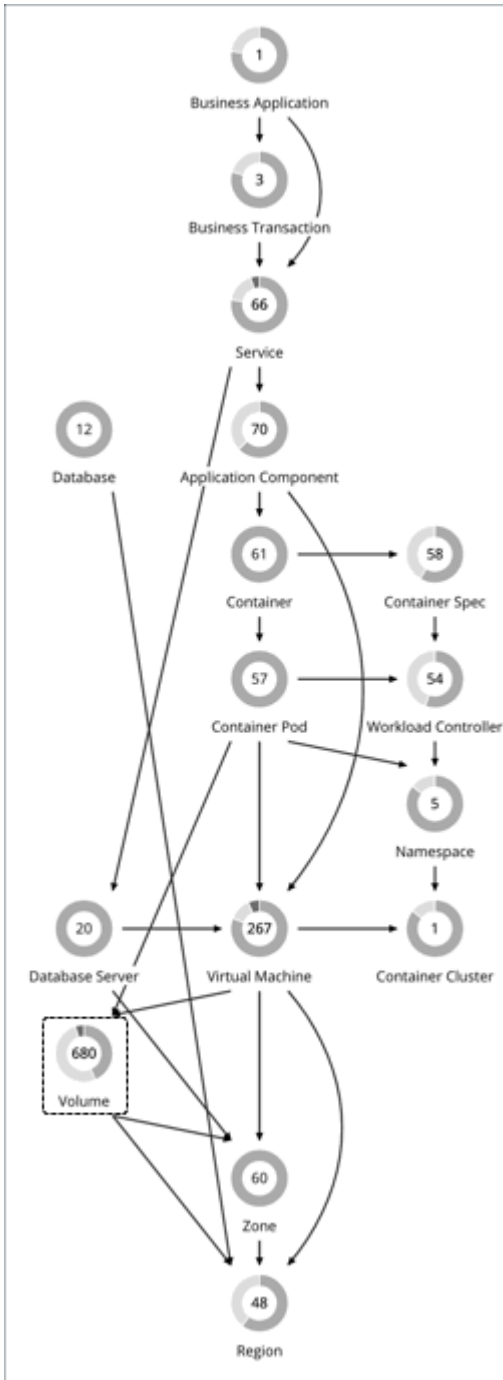 1
Business Application
3
Business Transaction
66
Service
12
Database
70
Application Component
61
Container
58
Container Spec
57
Container Pod
54
Workload Controller
5
Namespace
20
Database Server
267
Virtual Machine
1
Container Cluster
680
Volume
60
Zone
48
Region